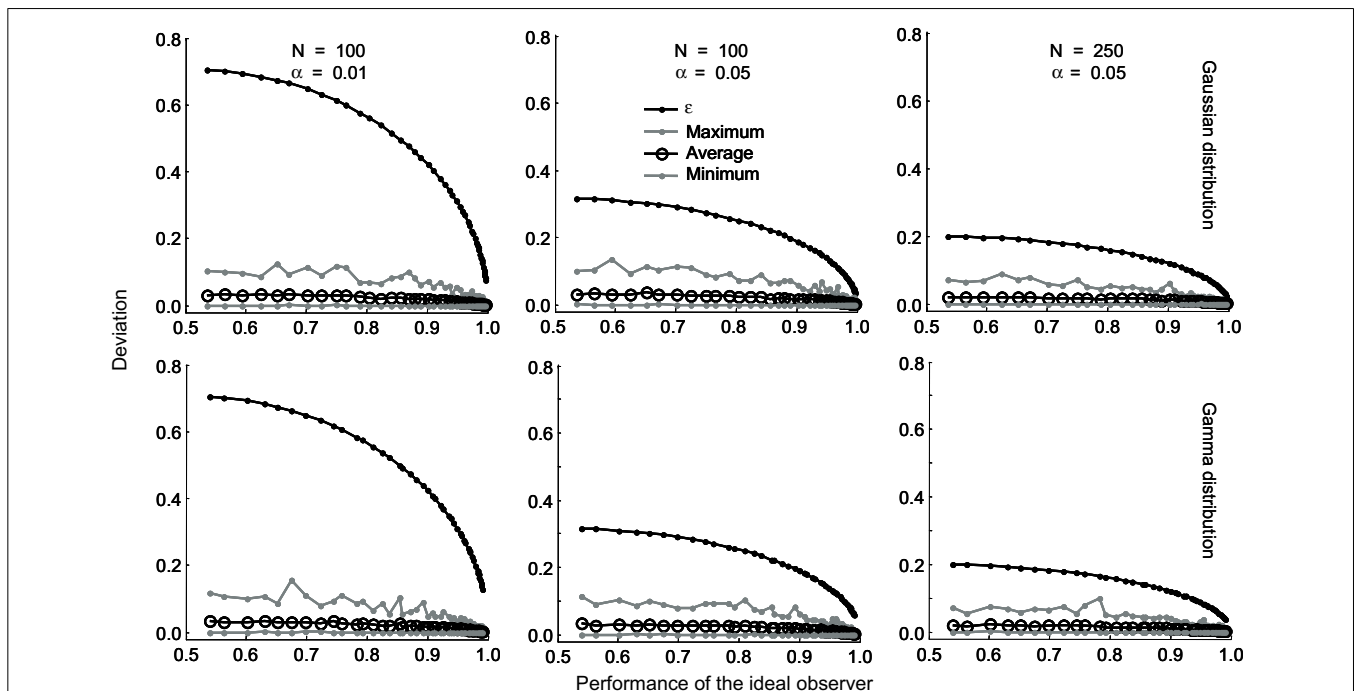 N = 100
α = 0.01
N = 100
α = 0.05
N = 250
α = 0.05
ε
Maximum
Average
Minimum
Gaussian distribution
0.8
0.6
0.4
0.2
0.0
0.5 0.6 0.7 0.8 0.9 1.0
0.8
0.6
0.4
0.2
0.0
0.5 0.6 0.7 0.8 0.9 1.0
0.8
0.6
0.4
0.2
0.0
0.5 0.6 0.7 0.8 0.9 1.0
Deviation
0.8
0.6
0.4
0.2
0.0
0.5 0.6 0.7 0.8 0.9 1.0
0.8
0.6
0.4
0.2
0.0
0.5 0.6 0.7 0.8 0.9 1.0
0.8
0.6
0.4
0.2
0.0
0.5 0.6 0.7 0.8 0.9 1.0
Gamma distribution
Performance of the ideal observer